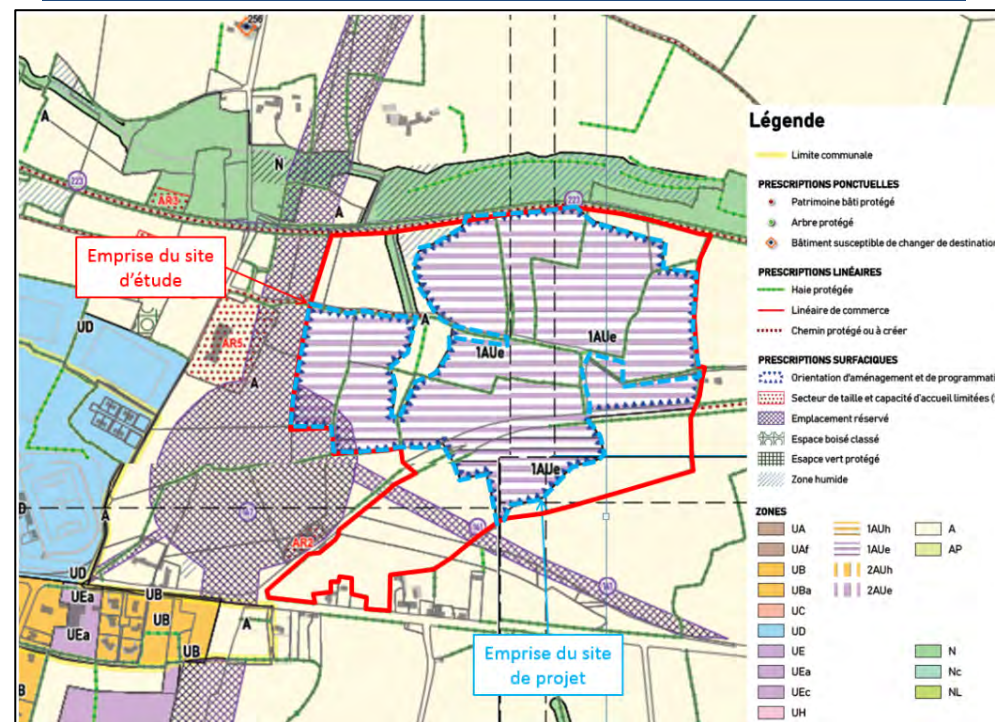 256
A
N
223
AR3
A
223
Emprise du site
d'étude
UD
AR5
A
A
1AUe
1AUe
1AUe
161
161
161
AR2
A
UD
UEa
UB
UEa
UB
UB
A
B
Emprise du site
de projet
Légende
Limite communale
PRESCRIPTIONS PONCTUELLES
Patrimoine bâti protégé
Arbre protégé
Bâtiment susceptible de changer de destination
PRESCRIPTIONS LINÉAIRES
Haie protégée
Linéaire de commerce
Chemin protégé ou à créer
PRESCRIPTIONS SURFACIQUES
Orientation d'aménagement et de programmati
Secteur de taille et capacité d'accueil limitées (
Emplacement réservé
Espace boisé classé
Esapce vert protégé
Zone humide
ZONES
UA
UAf
UB
UBa
UC
UD
UE
UEa
UEc
UH
1AUh
1AUe
2AUh
2AUe
A
AP
N
Nc
NL